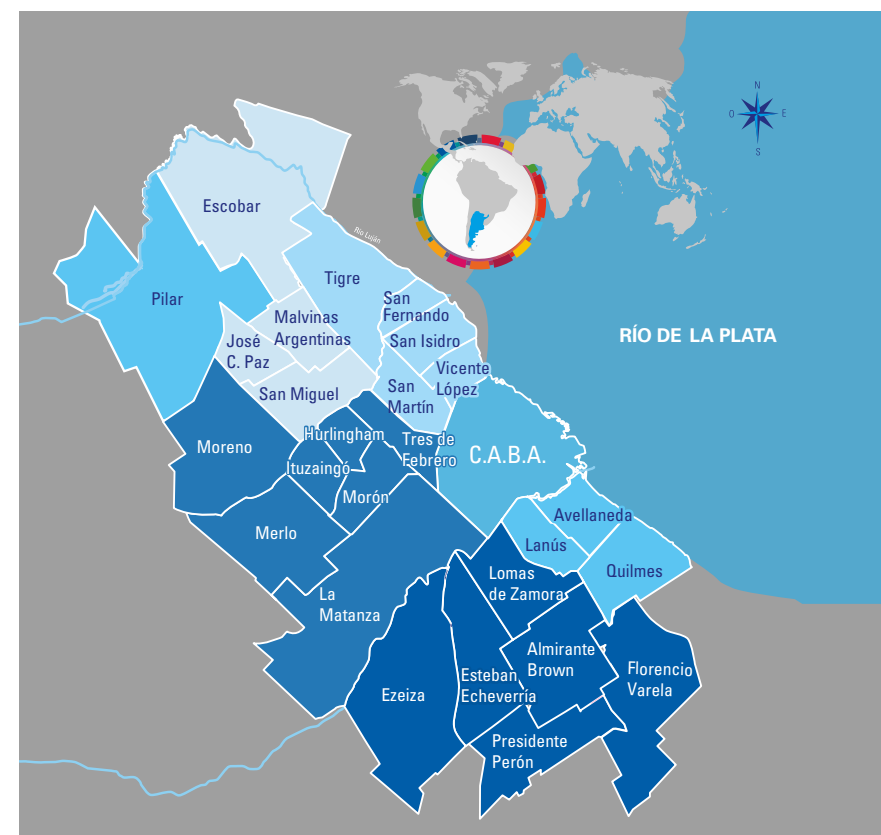 N
O
E
S
Escobar
Río Luján
Tigre
Pilar
San
Fernando
Malvinas
Argentinas
RÍO DE LA PLATA
José
C. Paz
San Isidro
Vicente
López
San Miguel
San
Martín
Moreno
Hurlingham
Tres de
Febrero
C.A.B.A.
Ituzaingó
Morón
Avellaneda
Merlo
Lanús
Quilmes
Lomas
de Zamora
La
Matanza
Almirante
Brown
Florencio
Varela
Esteban
Echeverría
Ezeiza
Presidente
Perón